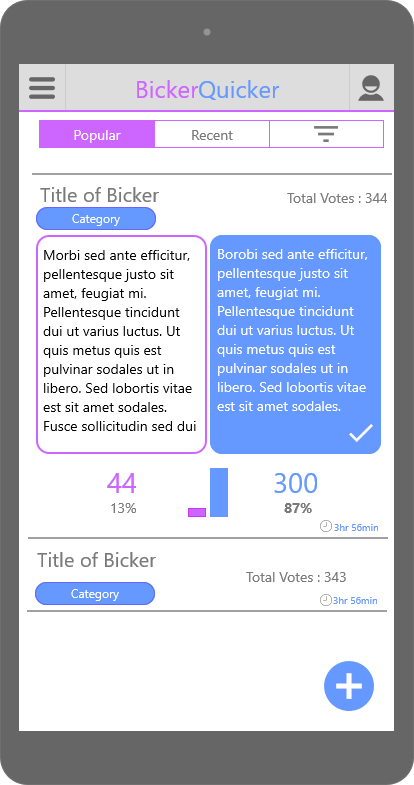 BickerQuicker
Popular
Recent
Title of Bicker
Total Votes : 344
Category
Morbi sed ante efficitur,
pellentesque justo sit
amet, feugiat mi.
Pellentesque tincidunt
dui ut varius luctus. Ut
quis metus quis est
pulvinar sodales ut in
libero. Sed lobortis vitae
est sit amet sodales.
Fusce sollicitudin sed dui
Borobi sed ante efficitur,
pellentesque justo sit
amet, feugiat mi.
Pellentesque tincidunt
dui ut varius luctus. Ut
quis metus quis est
pulvinar sodales ut in
libero. Sed lobortis vitae
est sit amet sodales.
44
13%
300
87%
3hr 56min
Title of Bicker
Total Votes : 343
Category
3hr 56min